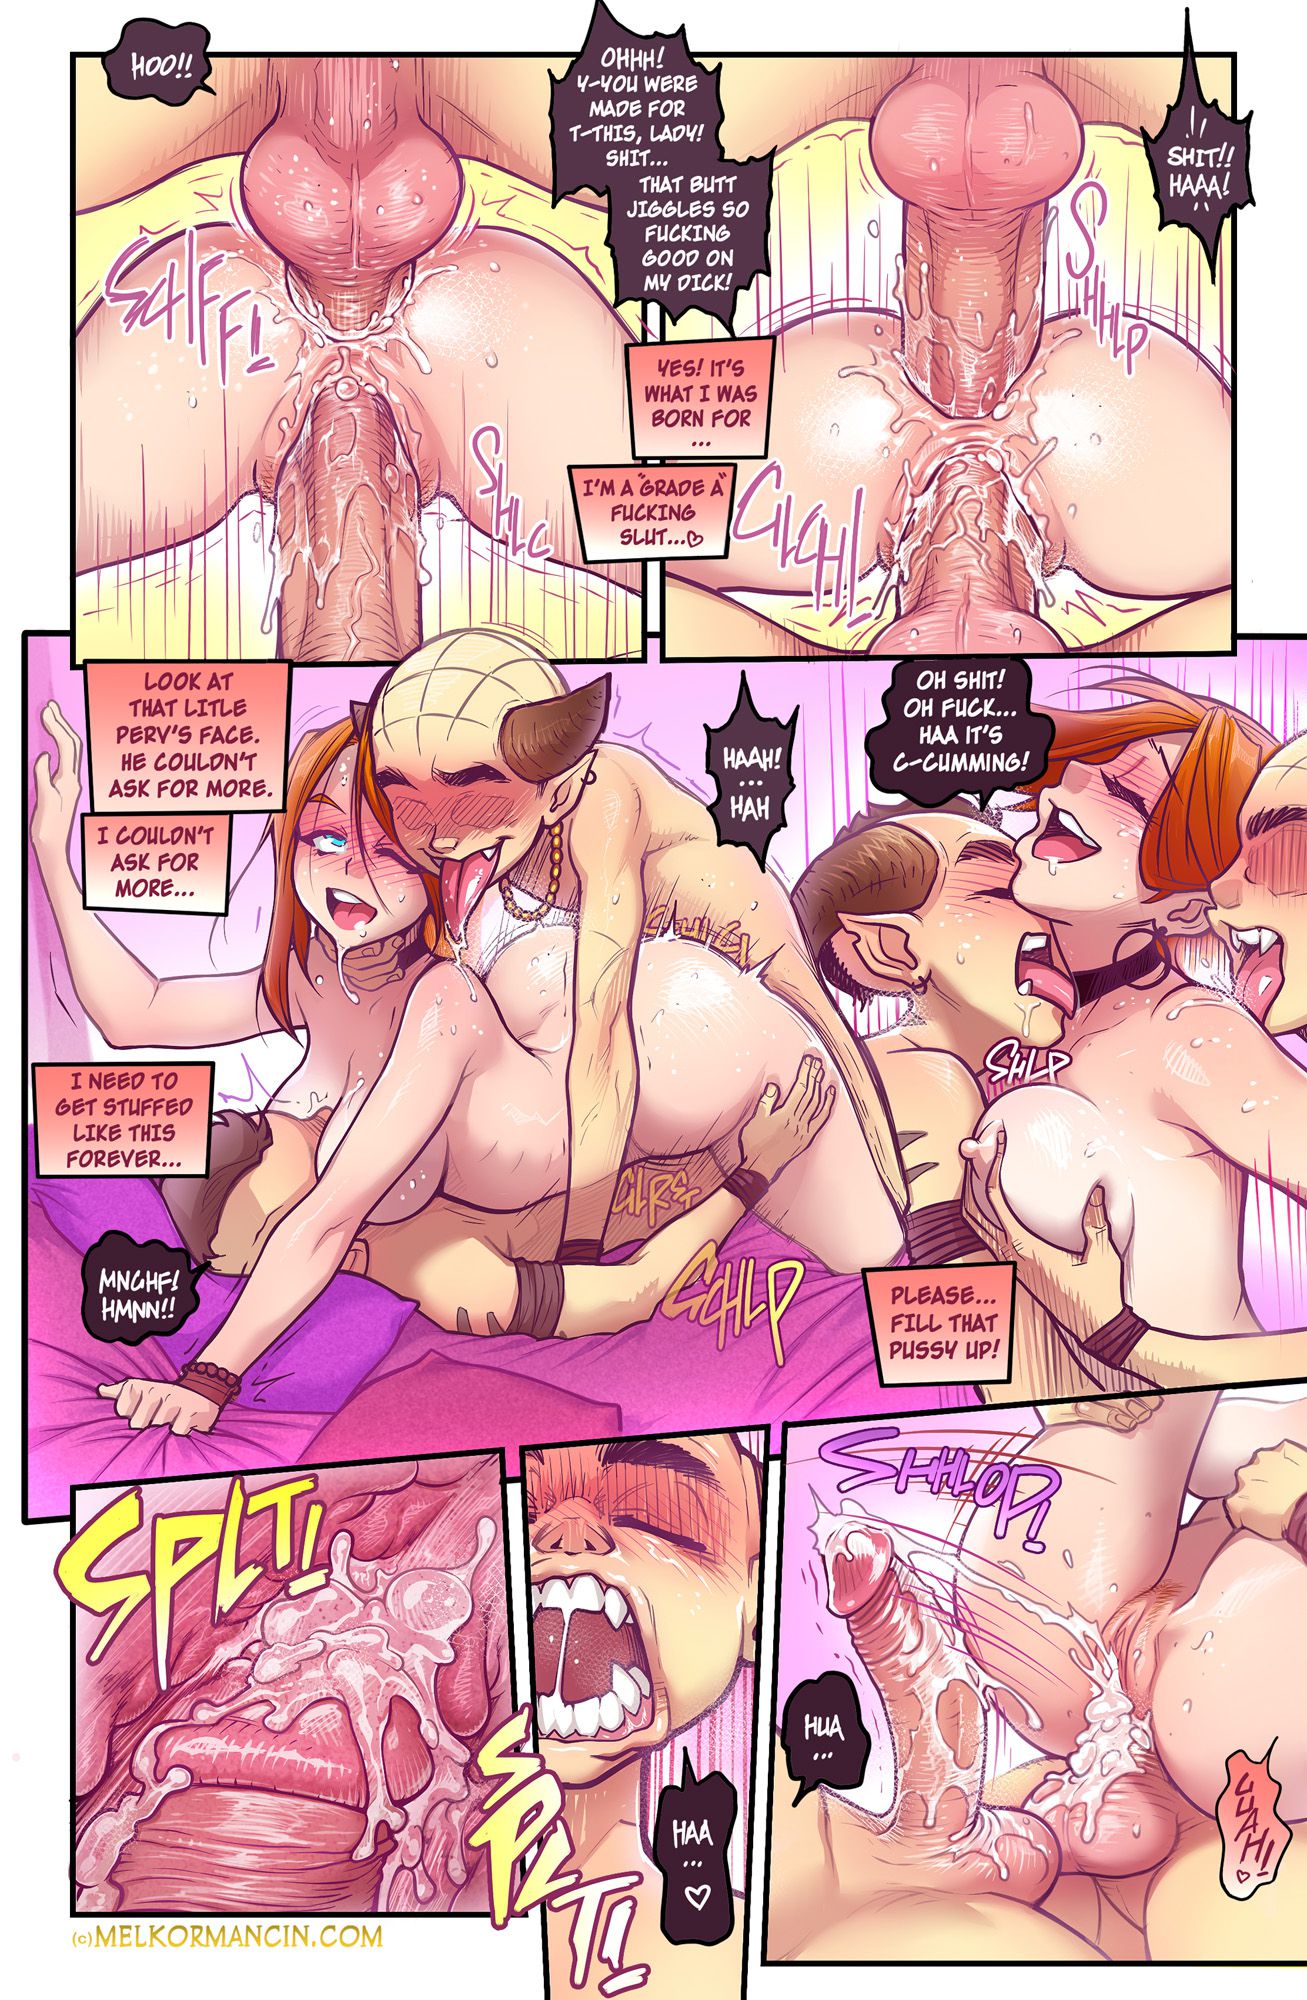 HOO!!
OHHH!
Y-YOU WERE
MADE FOR
T-THIS, LADY!
SHIT...
THAT BUTT
JIGGLES SO
FUCKING
GOOD ON
MY DICK!
!!
SHIT!!
HAAA!
SCHFFF!
SHLC
SHHLP
GLCHL
YES! IT'S
WHAT I WAS
BORN FOR
...
I'M A "GRADE A"
FUCKING
SLUT...♡
LOOK AT
THAT LITLE
PERV'S FACE.
HE COULDN'T
ASK FOR MORE.
I COULDN'T
ASK FOR
MORE...
HAAH!
...
HAH
OH SHIT!
OH FUCK...
HAA IT'S
C-CUMMING!
I NEED TO
GET STUFFED
LIKE THIS
FOREVER...
MNGHF!
HMNN!!
GCHLP
SHLP
PLEASE...
FILL THAT
PUSSY UP!
SPLT!
SPLT!
HAA
...
♡
SHHLOP!
HUA
...
GUAH!
♡
(c)MELKORMANCIN.COM